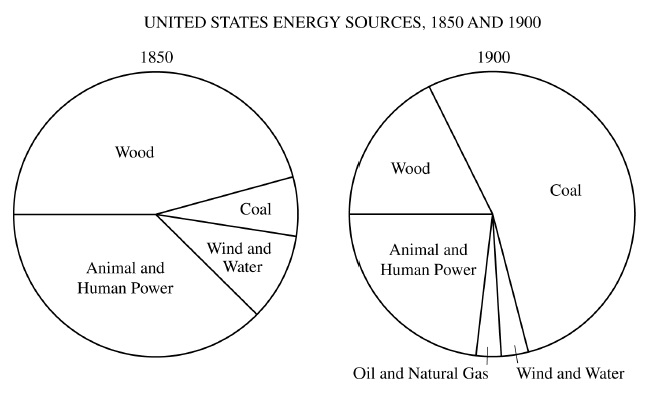 UNITED STATES ENERGY SOURCES, 1850 AND 1900
1850
Wood
Coal
Wind and
Water
Animal and
Human Power
1900
Wood
Coal
Animal and
Human Power
Oil and Natural Gas
Wind and Water